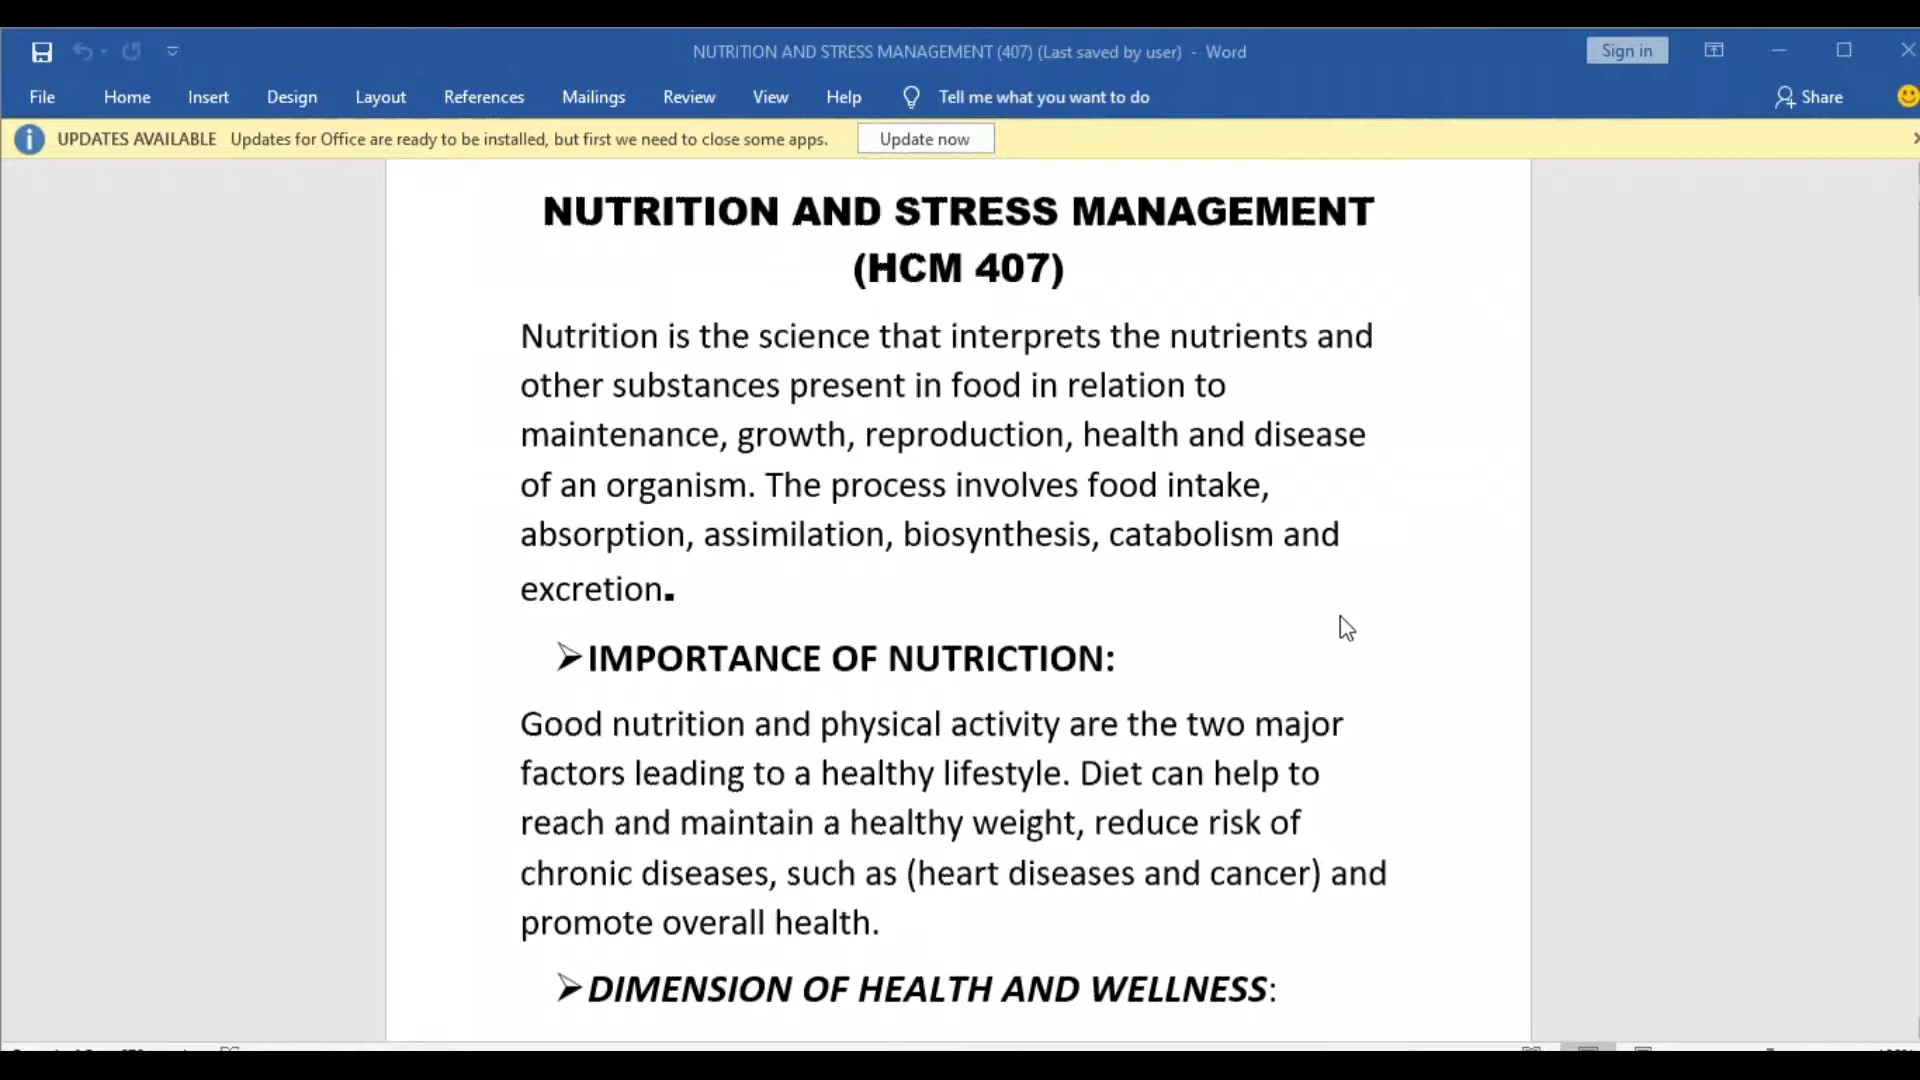 NUTRITION AND STRESS MANAGEMENT (407) (Last saved by user) - Word
Sign in
File Home Insert Design Layout References Mailings Review View Help Tell me what you want to do Share
UPDATES AVAILABLE Updates for Office are ready to be installed, but first we need to close some apps. Update now
NUTRITION AND STRESS MANAGEMENT
(HCM 407)
Nutrition is the science that interprets the nutrients and
other substances present in food in relation to
maintenance, growth, reproduction, health and disease
of an organism. The process involves food intake,
absorption, assimilation, biosynthesis, catabolism and
excretion.
➢IMPORTANCE OF NUTRICTION:
Good nutrition and physical activity are the two major
factors leading to a healthy lifestyle. Diet can help to
reach and maintain a healthy weight, reduce risk of
chronic diseases, such as (heart diseases and cancer) and
promote overall health.
➢DIMENSION OF HEALTH AND WELLNESS: